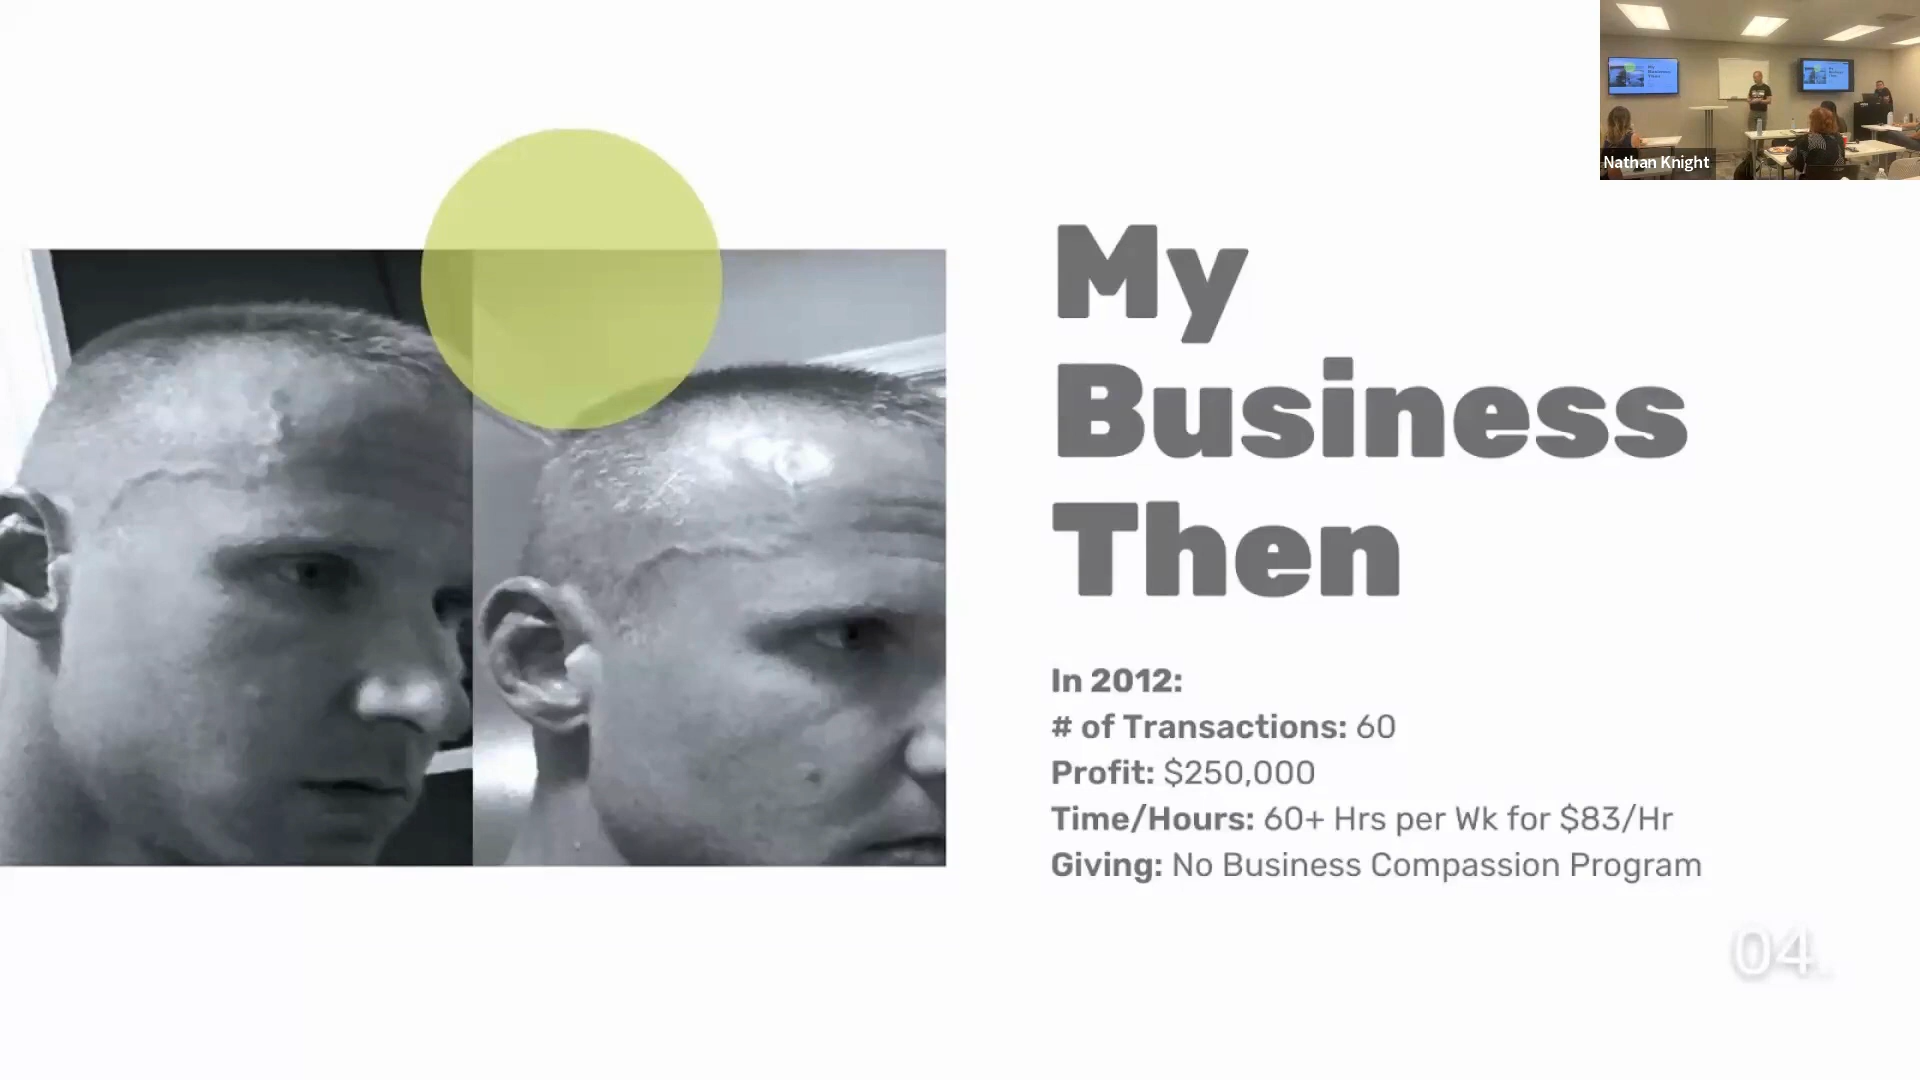 Nathan Knight
My
Business
Then
In 2012:
# of Transactions: 60
Profit: $250,000
Time/Hours: 60+ Hrs per Wk for $83/Hr
Giving: No Business Compassion Program
04.